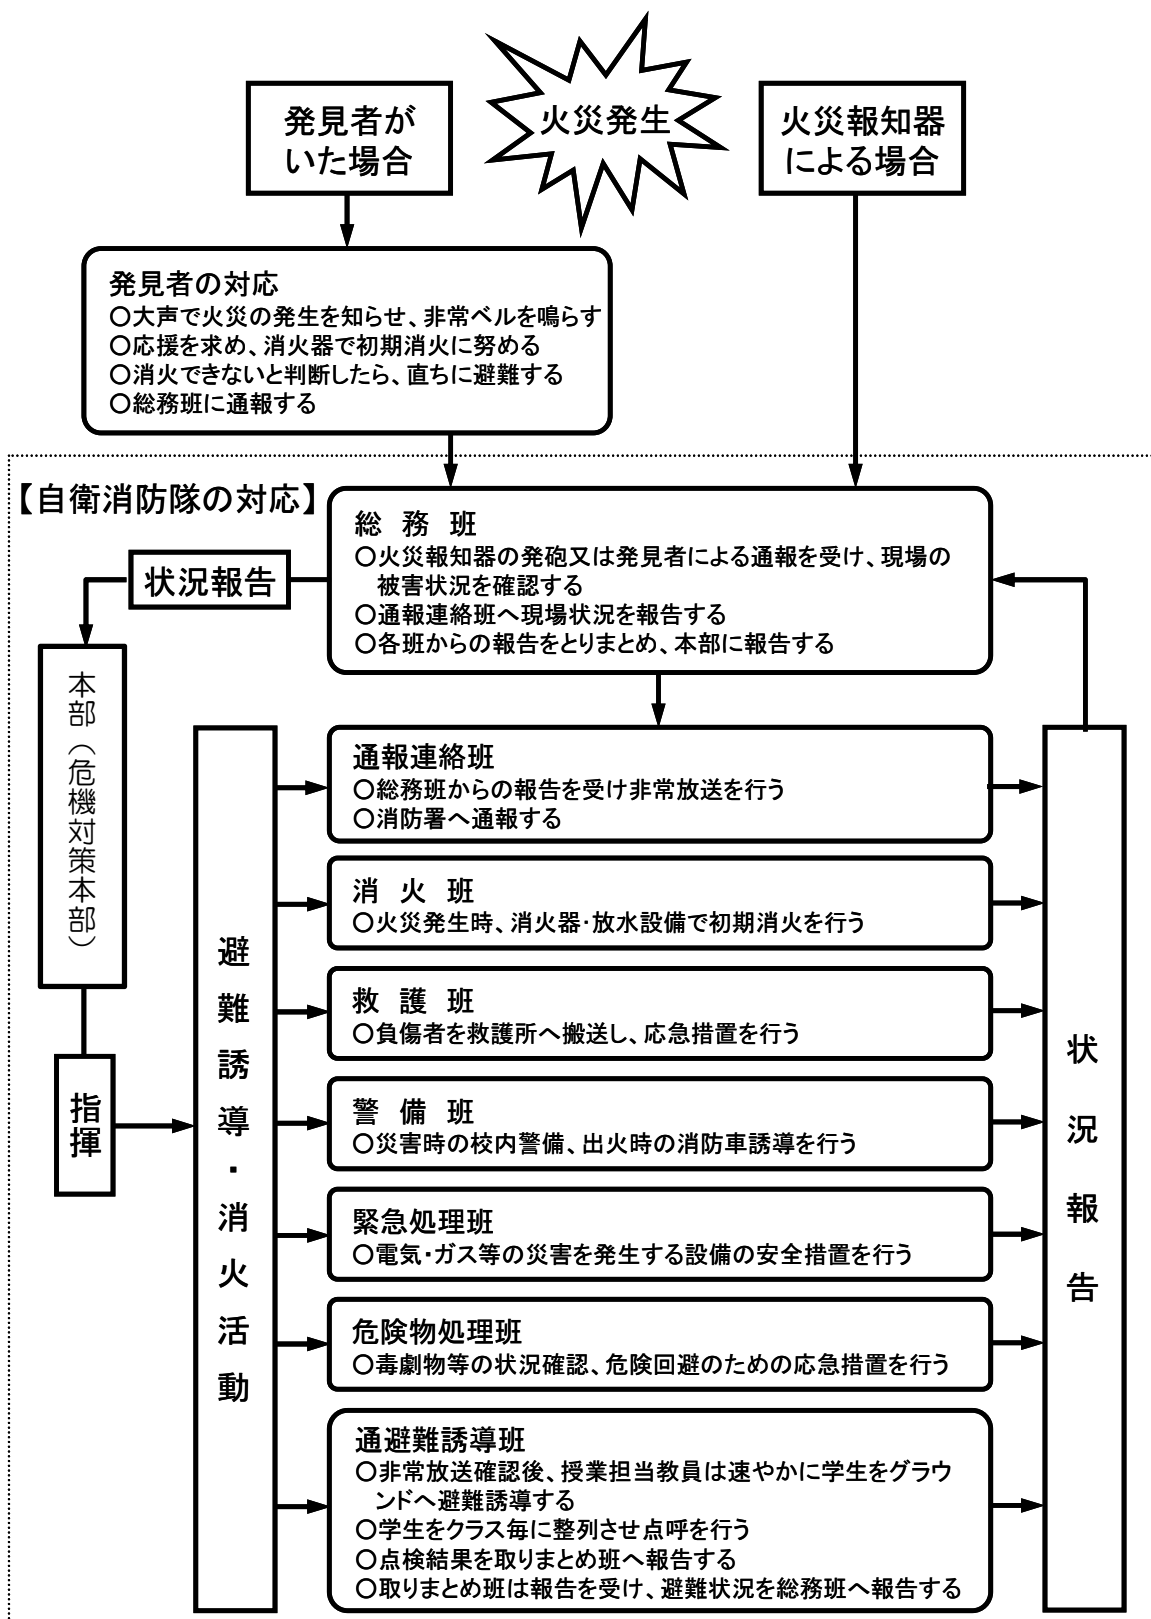 発見者が
いた場合
火災発生
火災報知器
による場合
発見者の対応
○大声で火災の発生を知らせ、非常ベルを鳴らす
○応援を求め、消火器で初期消火に努める
○消火できないと判断したら、直ちに避難する
○総務班に通報する
【自衛消防隊の対応】
総務班
○火災報知器の発砲又は発見者による通報を受け、現場の
被害状況を確認する
○通報連絡班へ現場状況を報告する
○各班からの報告をとりまとめ、本部に報告する
状況報告
本部（危機対策本部）
指揮
避難誘導・消火活動
通報連絡班
○総務班からの報告を受け非常放送を行う
○消防署へ通報する
消火班
○火災発生時、消火器・放水設備で初期消火を行う
救護班
○負傷者を救護所へ搬送し、応急措置を行う
警備班
○災害時の校内警備、出火時の消防車誘導を行う
緊急処理班
○電気・ガス等の災害を発生する設備の安全措置を行う
危険物処理班
○毒劇物等の状況確認、危険回避のための応急措置を行う
通避難誘導班
○非常放送確認後、授業担当教員は速やかに学生をグラウ
ンドへ避難誘導する
○学生をクラス毎に整列させ点呼を行う
○点検結果を取りまとめ班へ報告する
○取りまとめ班は報告を受け、避難状況を総務班へ報告する
状況報告